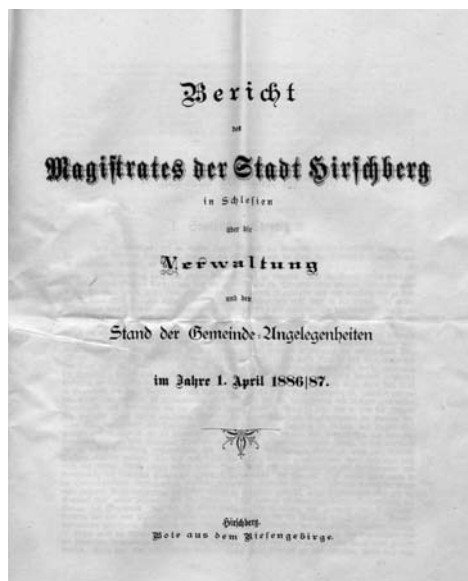 Bericht
des
Magistrates der Stadt Hirschberg
in Schlesien
über die
Verwaltung
und den
Stand der Gemeinde-Angelegenheiten
im Jahre 1. April 1886|87.
Hirschberg.
Bote aus dem Riesengebirge.